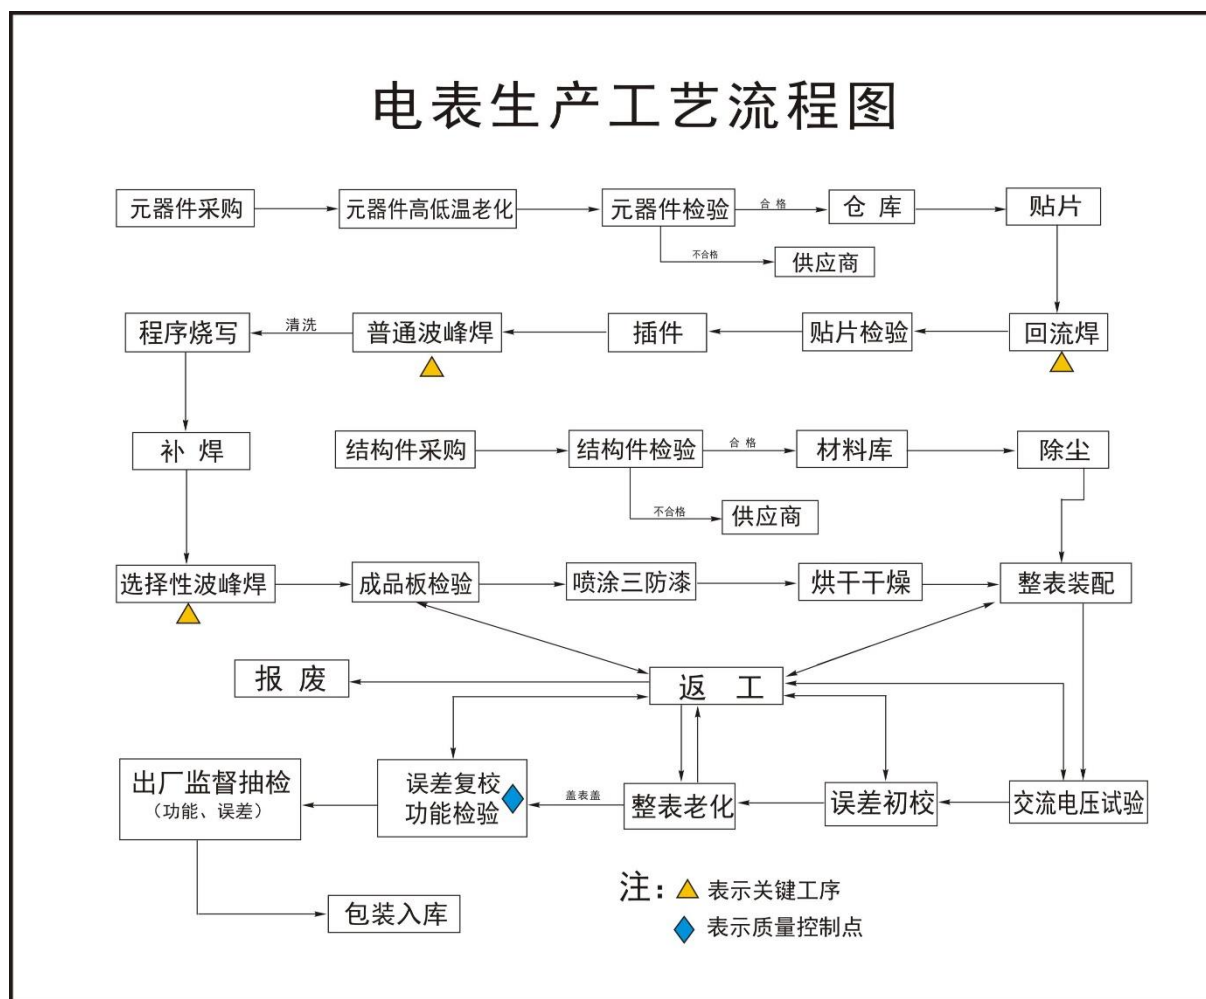 电表生产工艺流程图
元器件采购
元器件高低温老化
元器件检验
合格
仓库
贴片
不合格
供应商
程序烧写
清洗
普通波峰焊
插件
贴片检验
回流焊
补焊
结构件采购
结构件检验
合格
材料库
除尘
不合格
供应商
选择性波峰焊
成品板检验
喷涂三防漆
烘干干燥
整表装配
报废
返工
出厂监督抽检
（功能、误差）
误差复校
功能检验
盖表盖
整表老化
误差初校
交流电压试验
包装入库
注：
表示关键工序
表示质量控制点